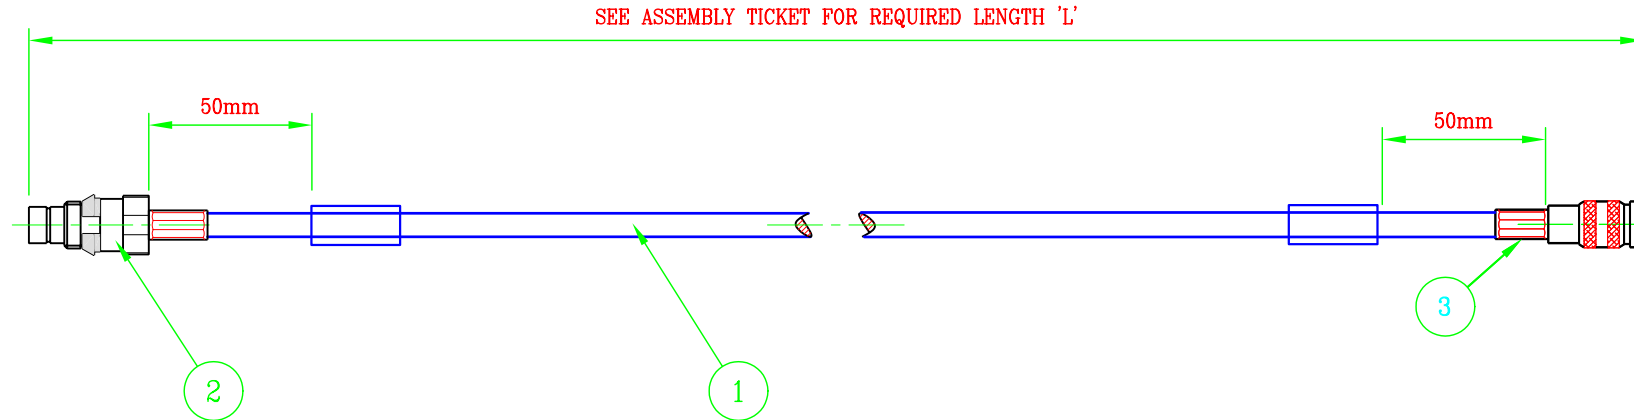 SEE ASSEMBLY TICKET FOR REQUIRED LENGTH 'L'
50mm
50mm
3
2
1